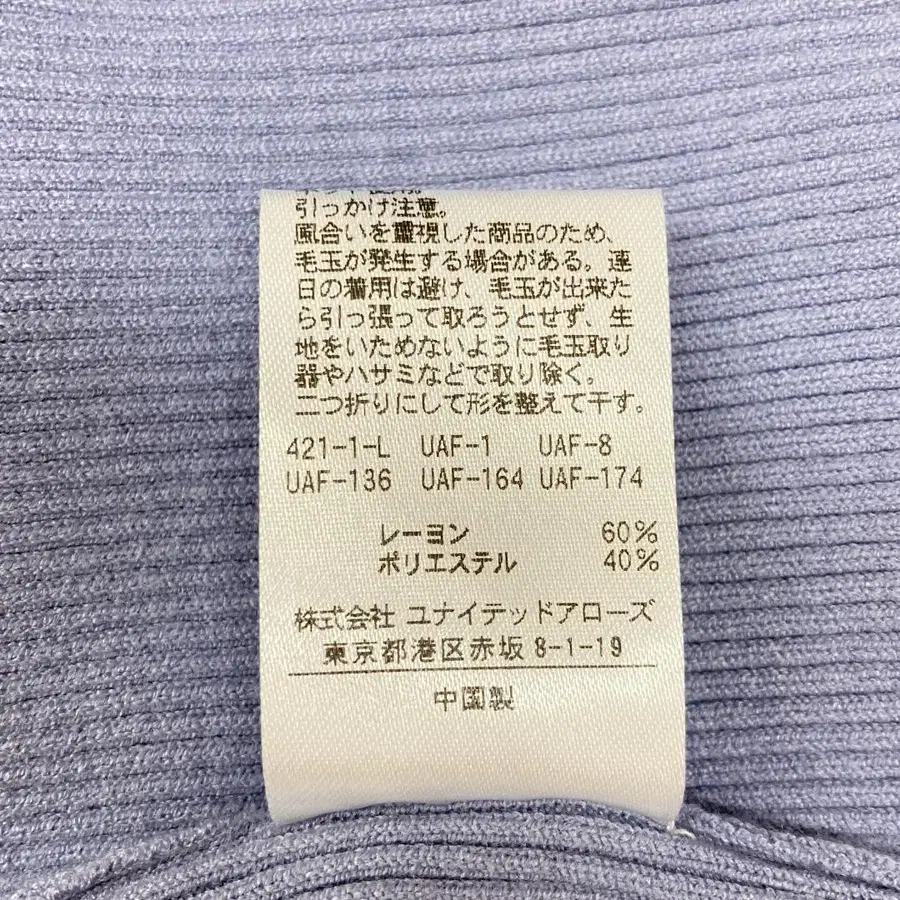 引っかけ注意。
風合いを重視した商品のため、
毛玉が発生する場合がある。連
日の着用は避け、毛玉が出来た
ら引っ張って取ろうとせず、生
地をいためないように毛玉取り
器やハサミなどで取り除く。
二つ折りにして形を整えて干す。
421-1-L UAF-1 UAF-8
UAF-136 UAF-164 UAF-174
レーヨン 60%
ポリエステル 40%
株式会社 ユナイテッドアローズ
東京都港区赤坂 8-1-19
中国製